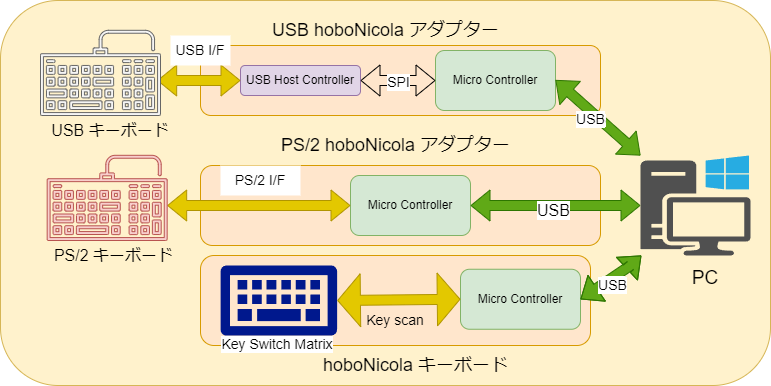 USB hoboNicola アダプター
USB I/F
USB Host Controller
SPI
Micro Controller
USB キーボード
USB
PS/2 hoboNicola アダプター
PS/2 I/F
Micro Controller
USB
PS/2 キーボード
PC
Key Switch Matrix
Key scan
Micro Controller
USB
hoboNicola キーボード